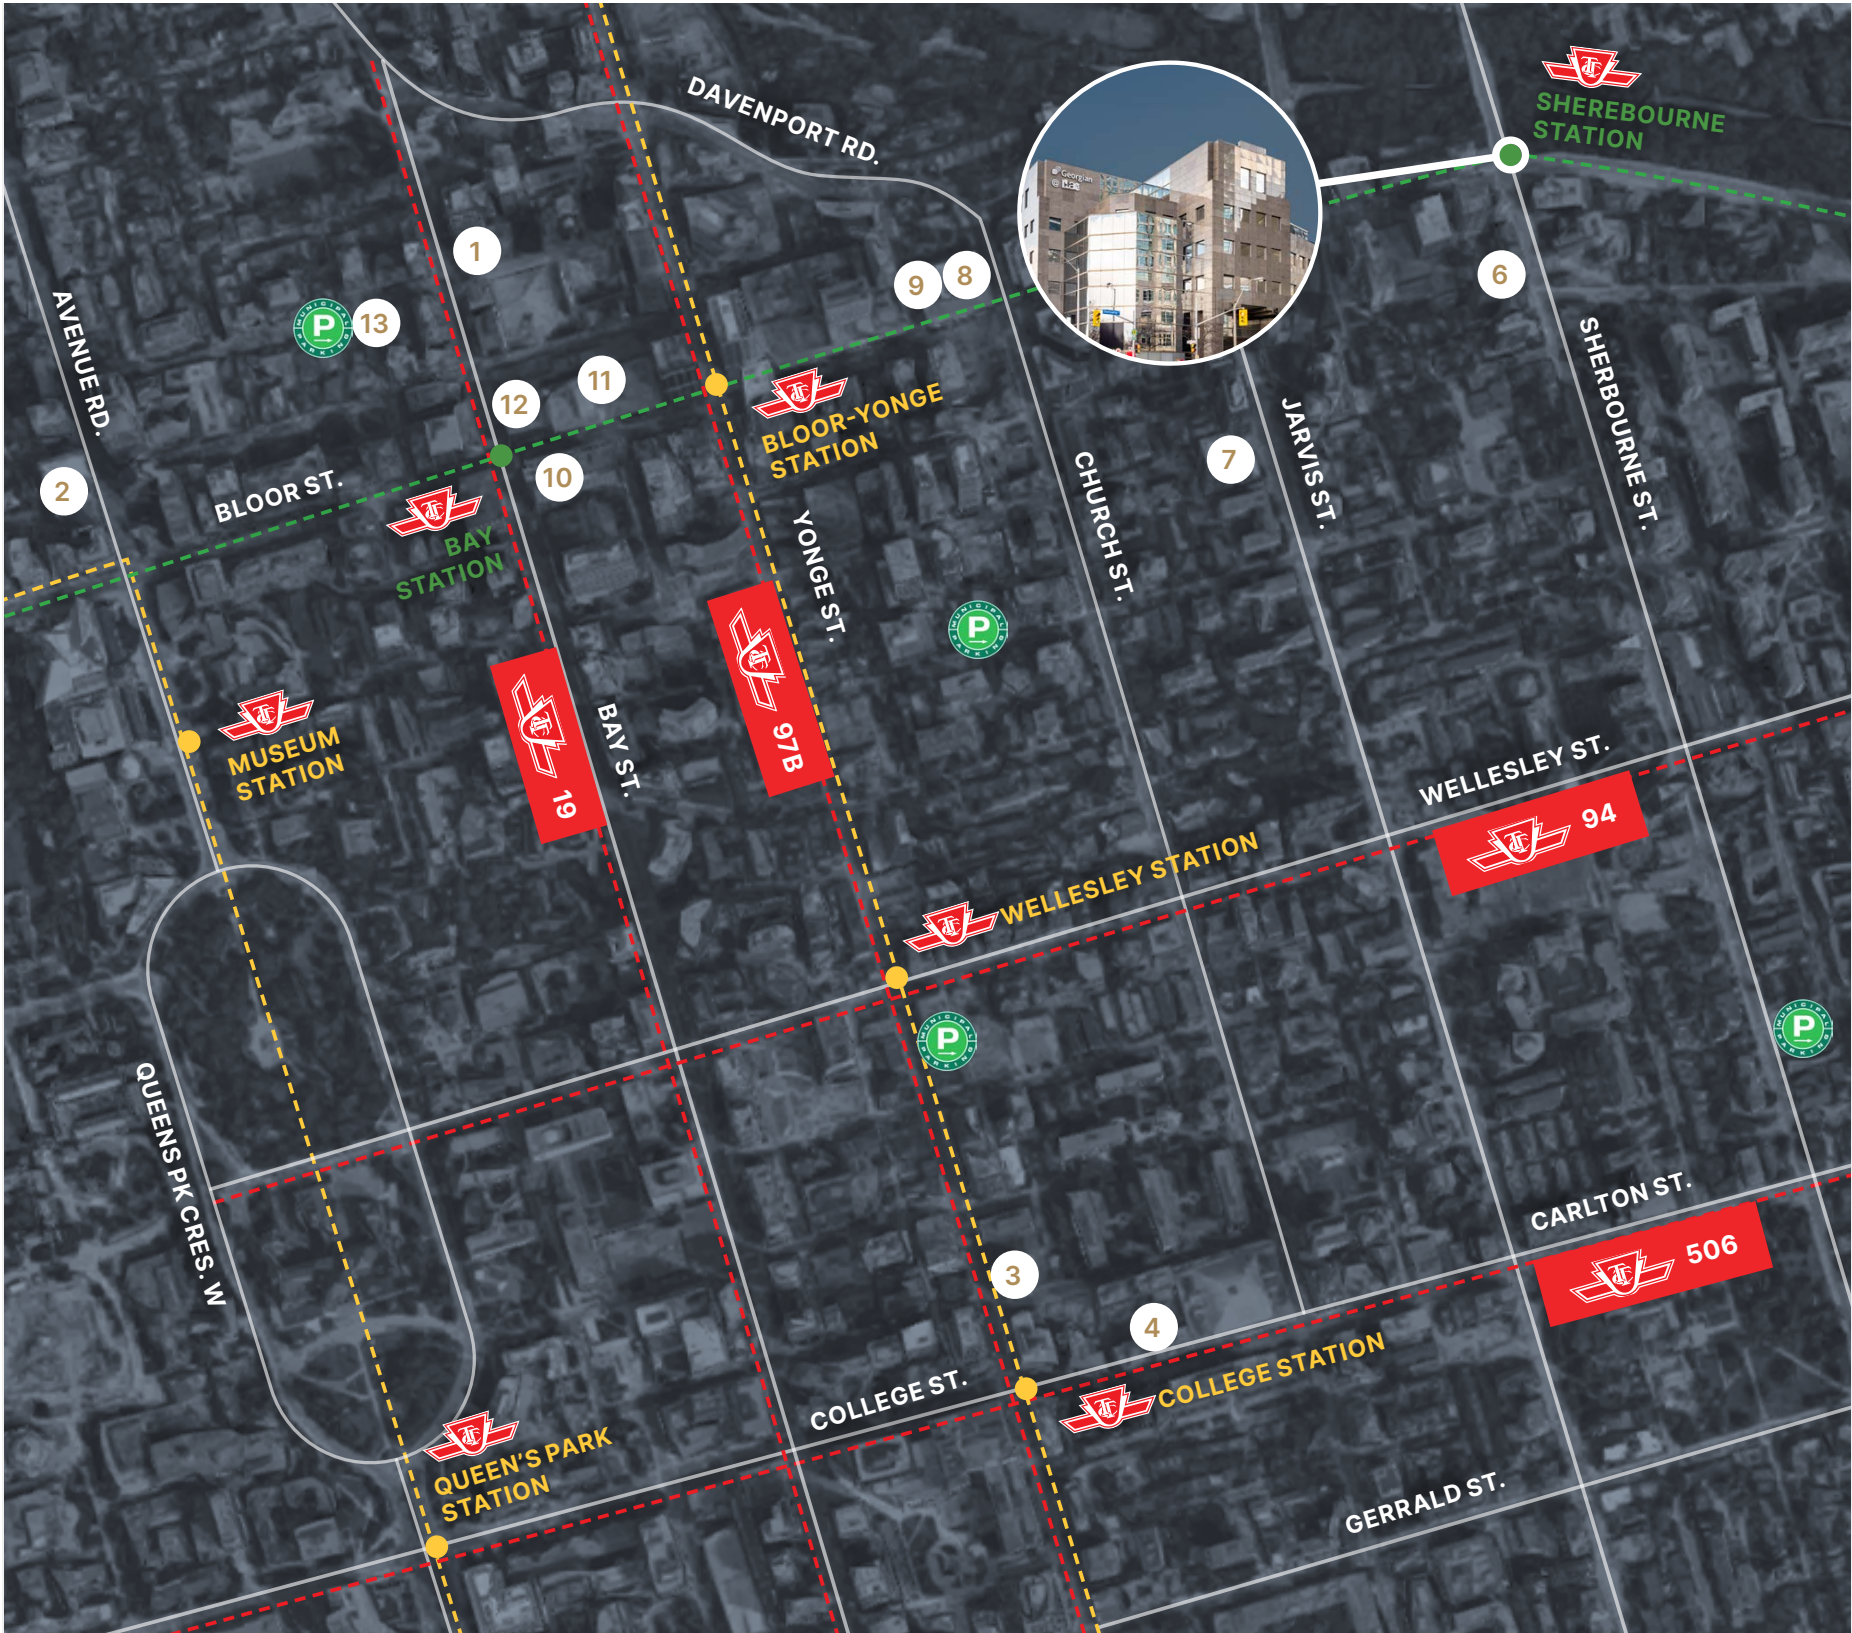 DAVENPORT RD.
SHEREBOURNE
STATION
Georgian
1
9
8
6
AVENUE RD.
P
13
SHERBOURNE ST.
11
12
BLOOR-YONGE
STATION
JARVIS ST.
2
BLOOR ST.
10
7
CHURCH ST.
BAY
STATION
YONGE ST.
P
MUSEUM
STATION
19
BAY ST.
97B
WELLESLEY ST.
94
WELLESLEY STATION
P
P
QUEENS PK CRES. W
CARLTON ST.
506
3
4
COLLEGE ST.
COLLEGE STATION
QUEEN'S PARK
STATION
GERRALD ST.